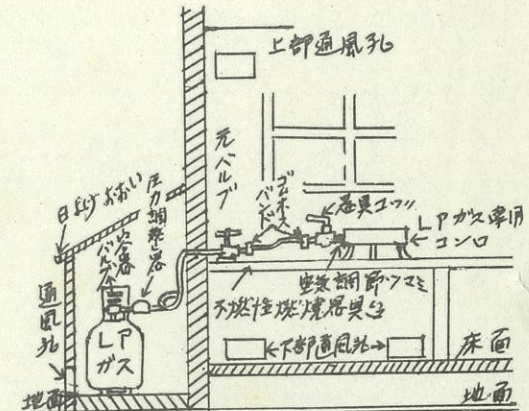 上部通風孔
元バルブ
ゴムホース
バンド
器具コック
LPガス専用
コンロ
空気調節ツマミ
不燃性燃焼器具台
日よけおおい
圧力調整器
容器
バルブ
通風孔
LP
ガス
←下部通風孔→
床面
地面
地面